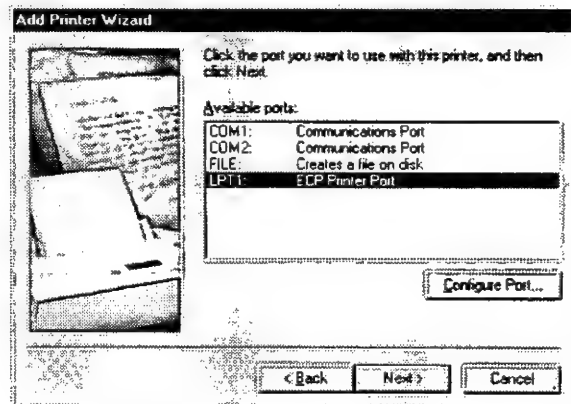 Add Printer Wizard
Click the port you want to use with this printer, and then
click Next.
Available ports:
COM1: Communications Port
COM2: Communications Port
FILE: Creates a file on disk
LPT1: ECP Printer Port
Configure Port...
< Back Next > Cancel